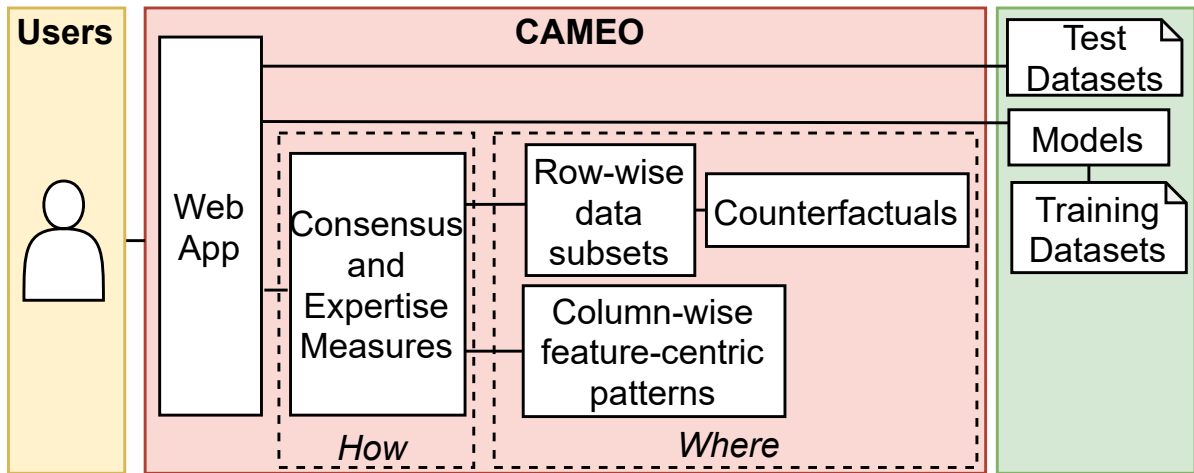 Users
CAMEO
Web
App
Consensus
and
Expertise
Measures
How
Row-wise
data
subsets
Counterfactuals
Column-wise
feature-centric
patterns
Where
Test
Datasets
Models
Training
Datasets